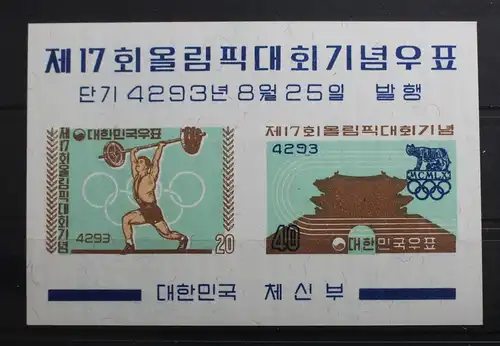 제17회올림픽대회기념우표
단기 4293년 8월 25일 발행
대한민국우표
제17회올림픽대회기념
4293
20
제17회올림픽대회기념
4293
MCMLX
40
대한민국우표
대한민국 체신부